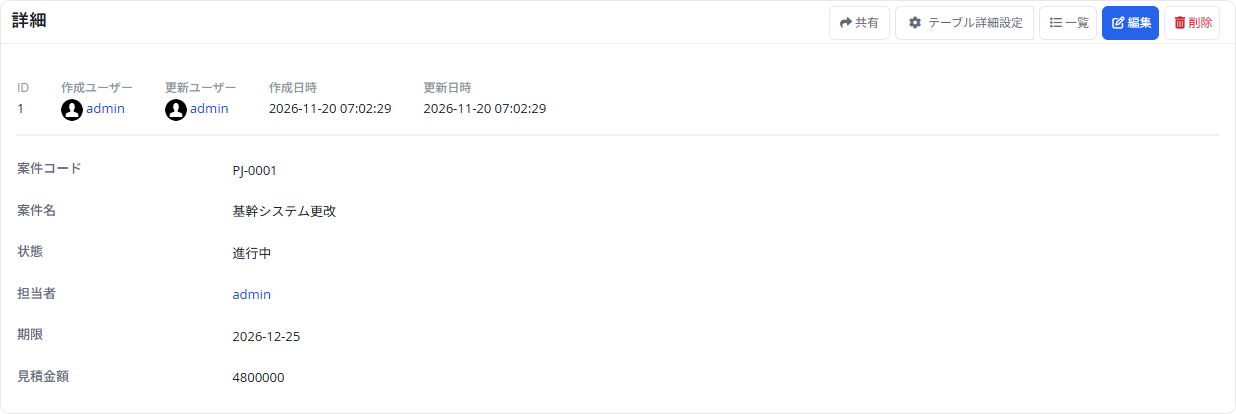 詳細
共有 テーブル詳細設定 一覧 編集 削除
ID 作成ユーザー 更新ユーザー 作成日時 更新日時
1 admin admin 2026-11-20 07:02:29 2026-11-20 07:02:29
案件コード PJ-0001
案件名 基幹システム更改
状態 進行中
担当者 admin
期限 2026-12-25
見積金額 4800000